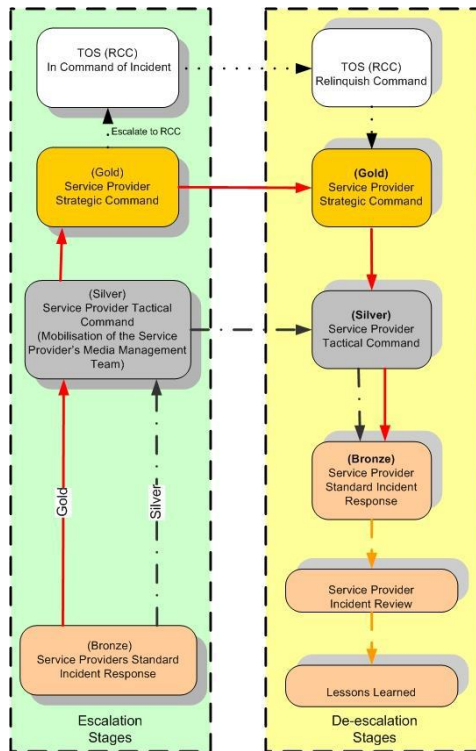 TOS (RCC)
In Command of Incident
Escalate to RCC
(Gold)
Service Provider
Strategic Command
(Silver)
Service Provider Tactical
Command
(Mobilisation of the Service
Provider's Media Management
Team)
Gold
Silver
(Bronze)
Service Providers Standard
Incident Response
Escalation
Stages
TOS (RCC)
Relinquish Command
(Gold)
Service Provider
Strategic Command
(Silver)
Service Provider
Tactical Command
(Bronze)
Service Provider
Standard Incident
Response
Service Provider
Incident Review
Lessons Learned
De-escalation
Stages